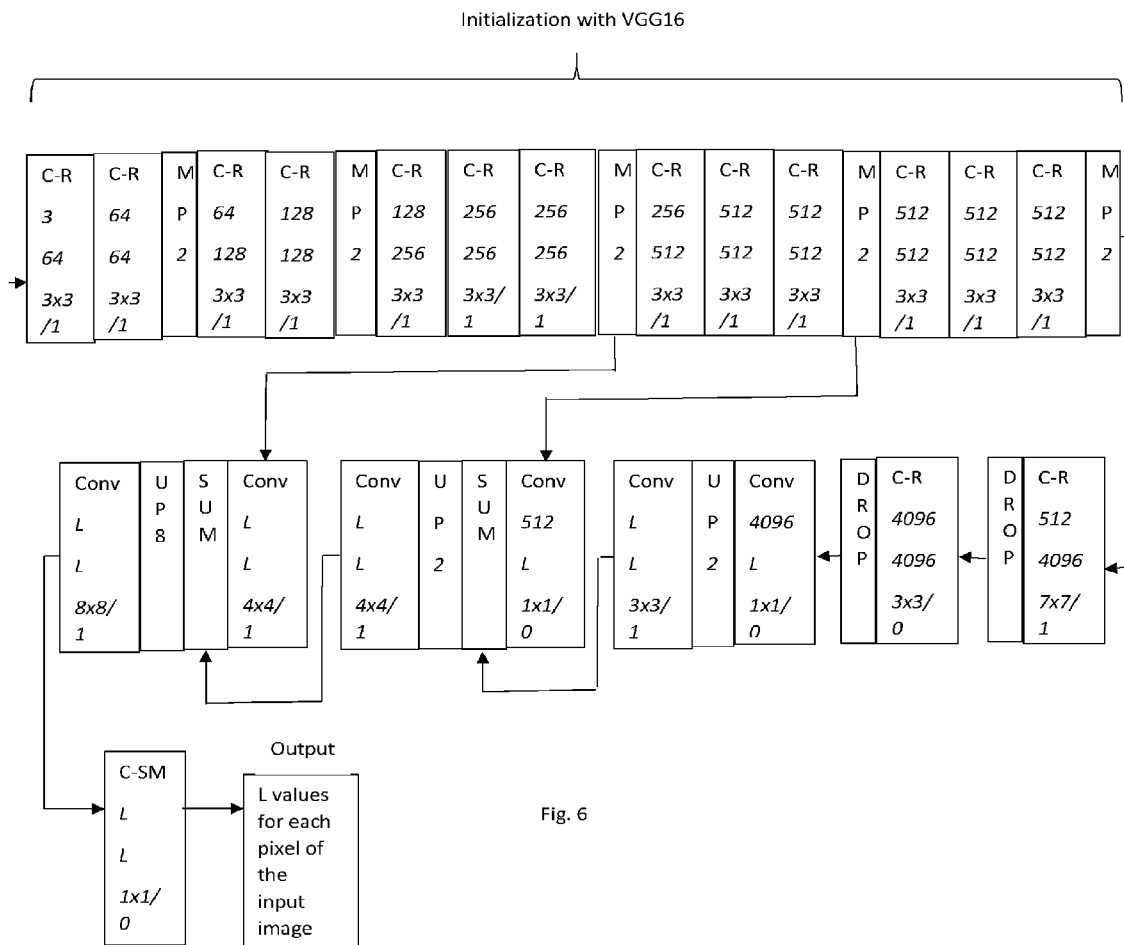 Initialization with VGG16
C-R
3
64
3x3
/1
C-R
64
64
3x3
/1
M
P
2
C-R
64
128
3x3
/1
C-R
128
128
3x3
/1
M
P
2
C-R
128
256
3x3
/1
C-R
256
256
3x3/
1
C-R
256
256
3x3/
1
M
P
2
C-R
256
512
3x3
/1
C-R
512
512
3x3
/1
C-R
512
512
3x3
/1
M
P
2
C-R
512
512
3x3
/1
C-R
512
512
3x3
/1
C-R
512
512
3x3
/1
M
P
2
Conv
L
L
8x8/
1
U
P
8
S
U
M
Conv
L
L
4x4/
1
Conv
L
L
4x4/
1
U
P
2
S
U
M
Conv
512
L
1x1/
0
Conv
L
L
3x3/
1
U
P
2
Conv
4096
L
1x1/
0
D
R
O
P
C-R
4096
4096
3x3/
0
D
R
O
P
C-R
512
4096
7x7/
1
C-SM
L
L
1x1/
0
Output
L values
for each
pixel of
the
input
image
Fig. 6